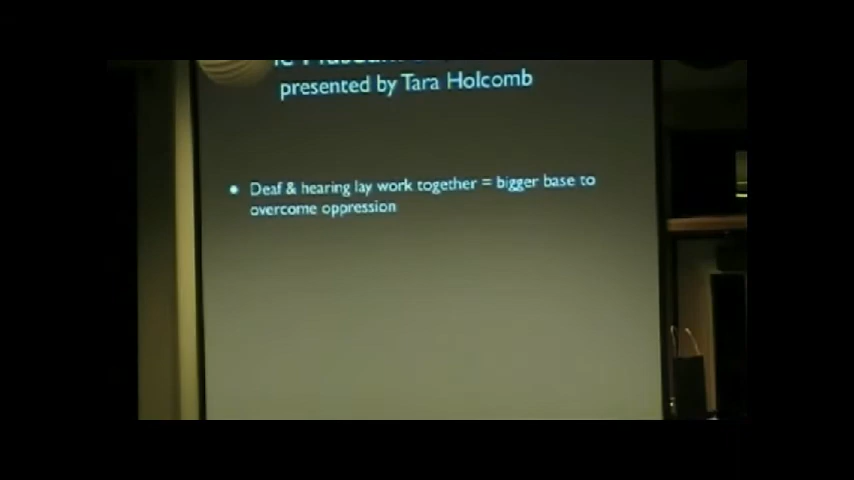 presented by Tara Holcomb
• Deaf & hearing lay work together = bigger base to
overcome oppression